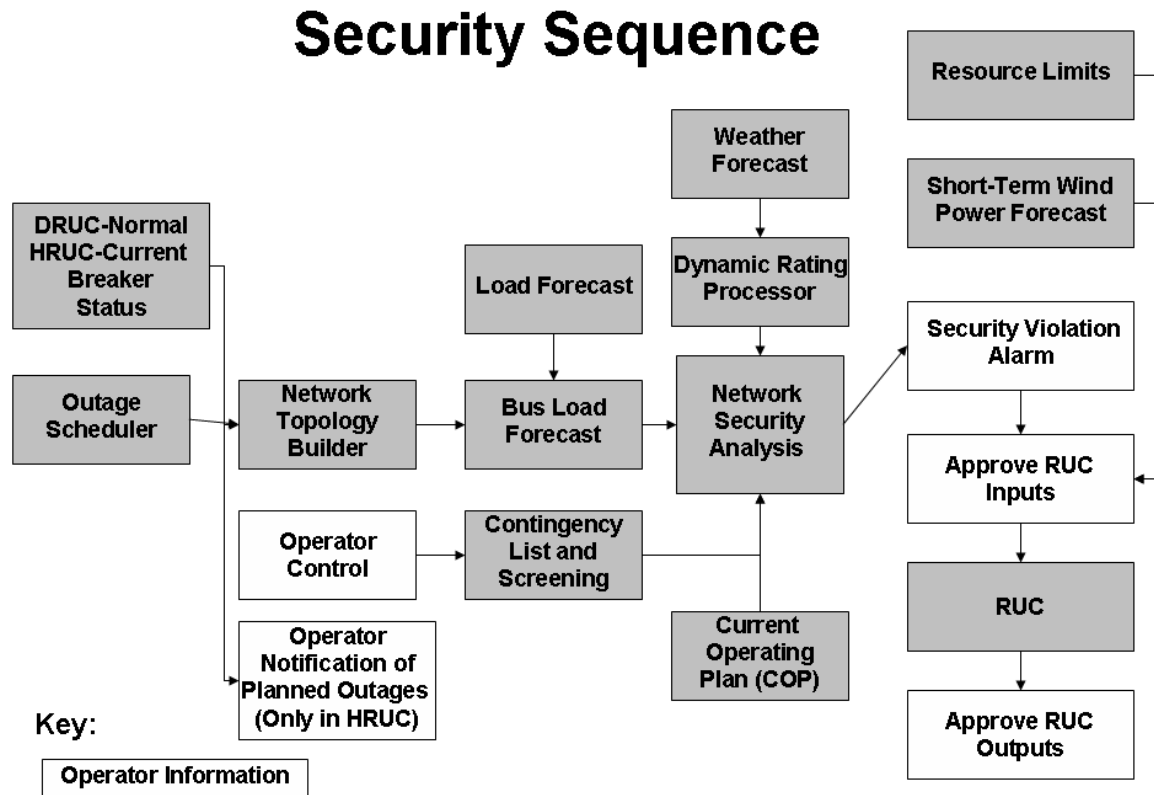 Security Sequence
Resource Limits
Weather
Forecast
Short-Term Wind
Power Forecast
DRUC-Normal
HRUC-Current
Breaker
Status
Load Forecast
Dynamic Rating
Processor
Security Violation
Alarm
Outage
Scheduler
Network
Topology
Builder
Bus Load
Forecast
Network
Security
Analysis
Approve RUC
Inputs
Operator
Control
Contingency
List and
Screening
RUC
Operator
Notification of
Planned Outages
(Only in HRUC)
Current
Operating
Plan (COP)
Approve RUC
Outputs
Key:
Operator Information